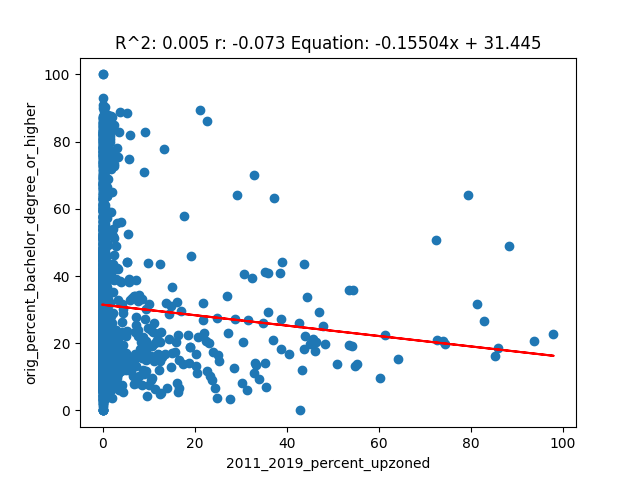 R^2: 0.005 r: -0.073 Equation: -0.15504x + 31.445
orig_percent_bachelor_degree_or_higher
100
80
60
40
20
0
0 20 40 60 80 100
2011_2019_percent_upzoned